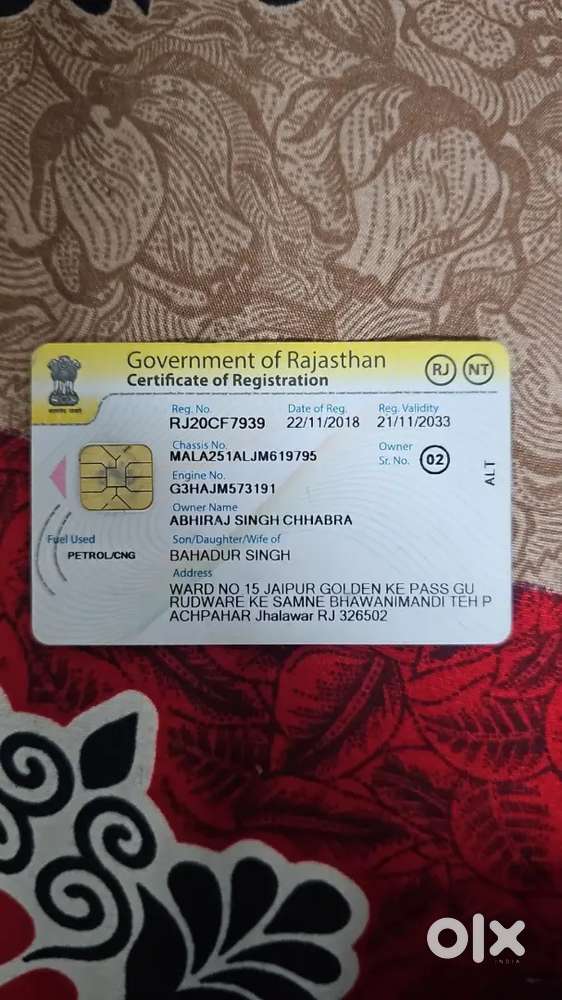 Government of Rajasthan
Certificate of Registration
RJ NT
Reg. No. Date of Reg. Reg. Validity
RJ20CF7939 22/11/2018 21/11/2033
Chassis No.
MALA251ALJM619795
Owner
Sr. No. 02
Engine No.
G3HAJM573191
ALT
Owner Name
ABHIRAJ SINGH CHHABRA
Fuel Used
PETROL/CNG
Son/Daughter/Wife of
BAHADUR SINGH
Address
WARD NO 15 JAIPUR GOLDEN KE PASS GU
RUDWARE KE SAMNE BHAWANIMANDI TEH P
ACHPAHAR Jhalawar RJ 326502
olx
INDIA